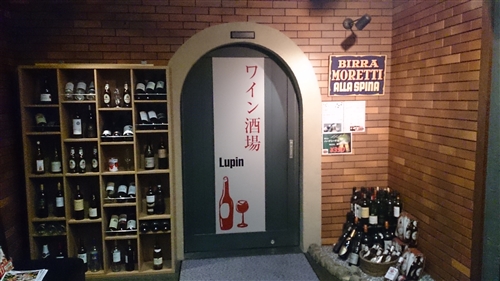 ワイン酒場
Lupin
BIRRA
MORETTI
ALLA SPINA